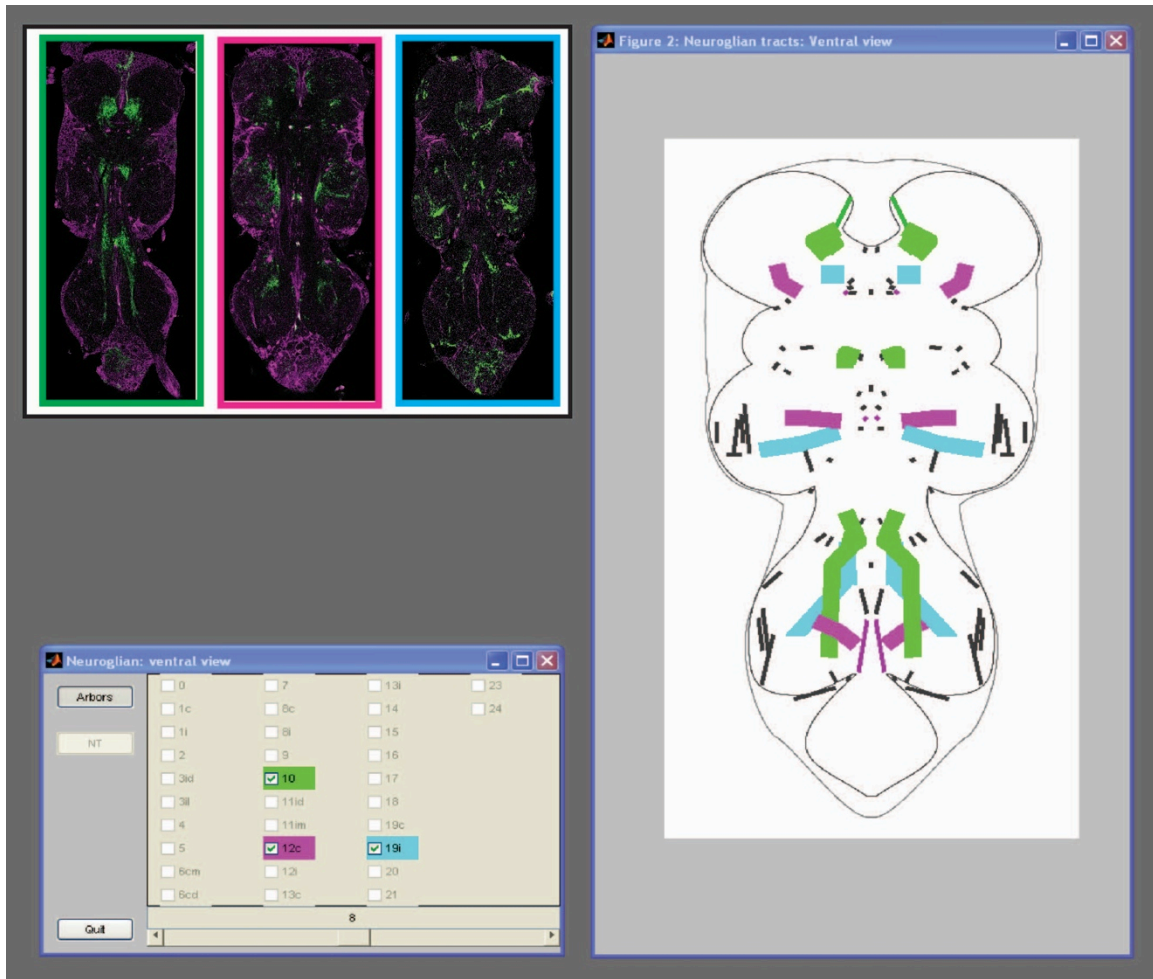 Figure 2: Neuroglian tracts: Ventral view
Neuroglian: ventral view
Arbors
NT
Quit
0
1c
1i
2
3id
3il
4
5
6cm
6cd
7
8c
8i
9
10
11id
11im
12c
12i
13c
13i
14
15
16
17
18
19c
19i
20
21
23
24
8